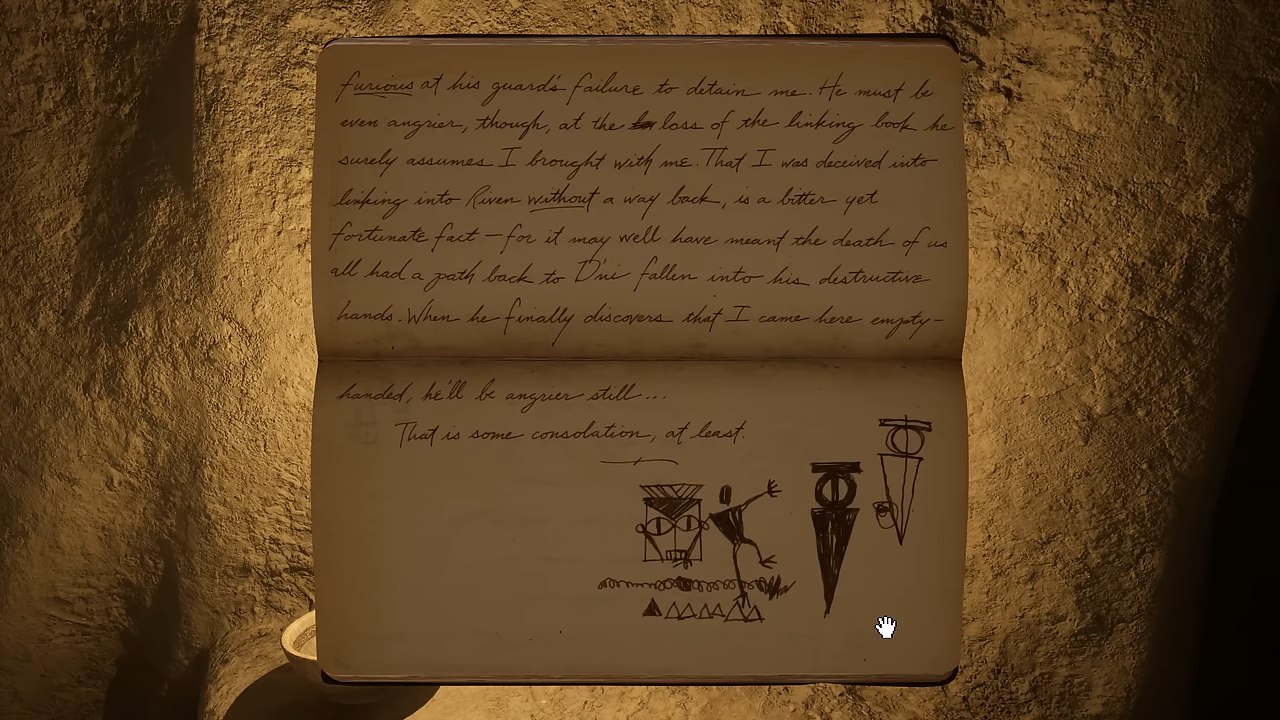 furious at his guard's failure to detain me. He must be
even angrier, though, at the loss of the linking book he
surely assumes I brought with me. That I was deceived into
linking into Riven without a way back, is a bitter yet
fortunate fact – for it may well have meant the death of us
all had a path back to D'ni fallen into his destructive
hands. When he finally discovers that I came here empty-
handed, he'll be angrier still...
That is some consolation, at least.